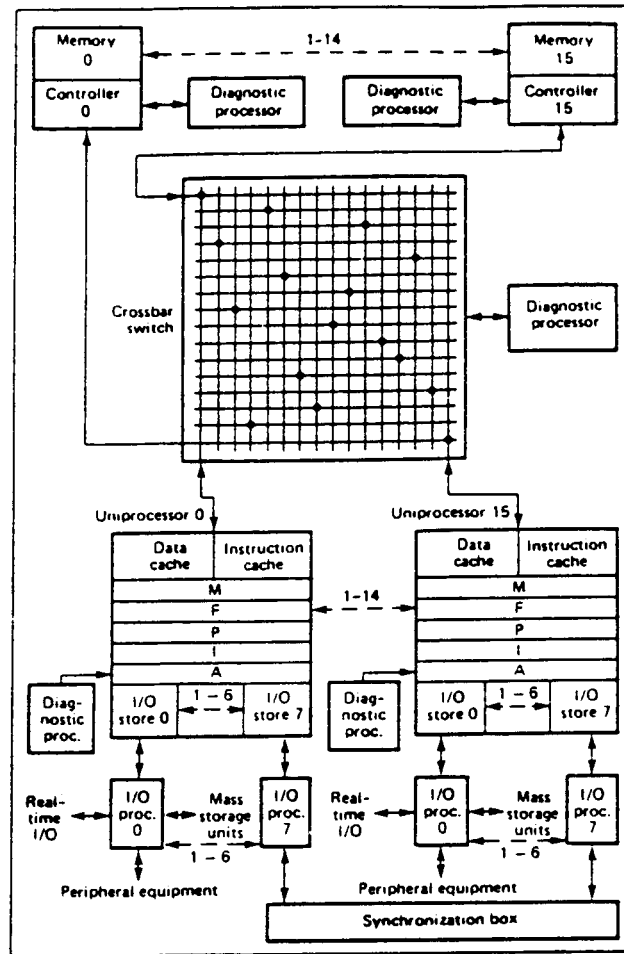 Memory
0
1-14
Memory
15
Controller
0
Diagnostic
processor
Diagnostic
processor
Controller
15
Crossbar
switch
Diagnostic
processor
Uniprocessor 0
Uniprocessor 15
Data
cache
Instruction
cache
M
F
P
I
A
1-14
Data
cache
Instruction
cache
M
F
P
I
A
Diag-
nostic
proc.
I/O
store 0
1 - 6
I/O
store 7
Diag-
nostic
proc.
I/O
store 0
1 - 6
I/O
store 7
Real-
time
I/O
I/O
proc.
0
Mass
storage
units
1 - 6
I/O
proc.
7
Real-
time
I/O
I/O
proc.
0
Mass
storage
units
1 - 6
I/O
proc.
7
Peripheral equipment
Peripheral equipment
Synchronization box